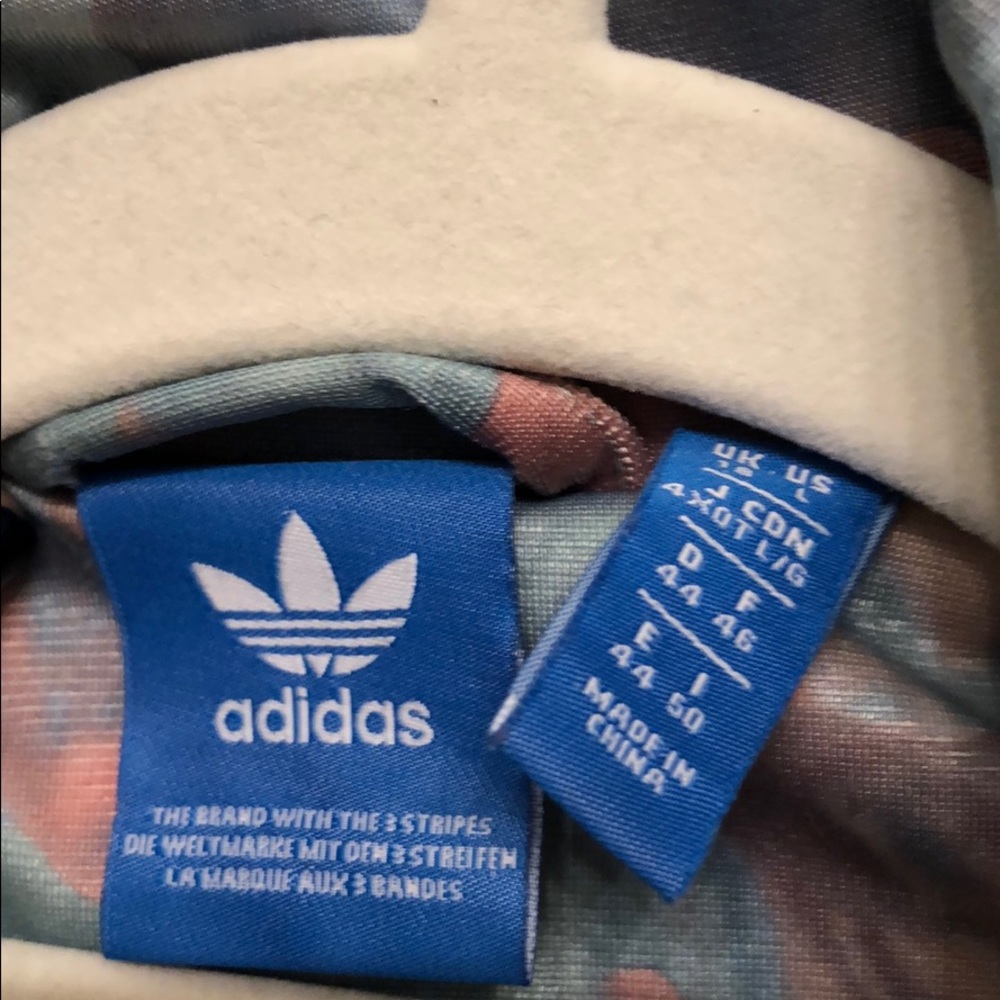 adidas
THE BRAND WITH THE 3 STRIPES
DIE WELTMARKE MIT DEN 3 STREIFEN
LA MARQUE AUX 3 BANDES
UK US
L
J CDN
4XOT L/G
D F
44 46
E I
44 50
MADE IN
CHINA